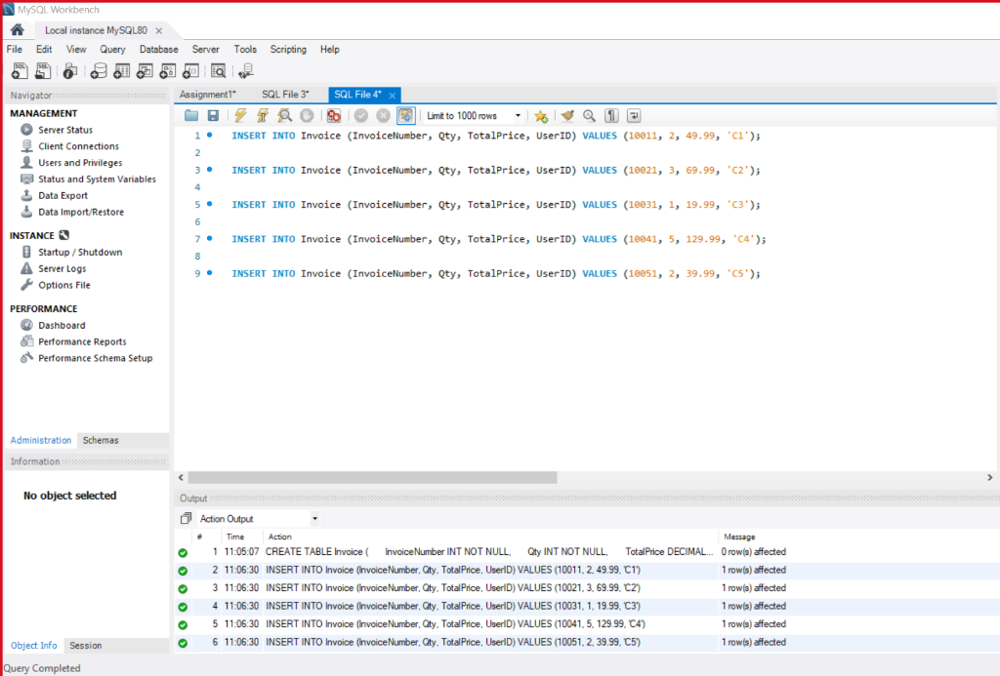 MySQL Workbench
Local instance MySQL80
File Edit View Query Database Server Tools Scripting Help
Navigator
MANAGEMENT
Server Status
Client Connections
Users and Privileges
Status and System Variables
Data Export
Data Import/Restore
INSTANCE
Startup / Shutdown
Server Logs
Options File
PERFORMANCE
Dashboard
Performance Reports
Performance Schema Setup
Administration Schemas
Information
No object selected
Object Info Session
Query Completed
Assignment1* SQL File 3* SQL File 4*
Limit to 1000 rows
1 INSERT INTO Invoice (InvoiceNumber, Qty, TotalPrice, UserID) VALUES (10011, 2, 49.99, 'C1');
2
3 INSERT INTO Invoice (InvoiceNumber, Qty, TotalPrice, UserID) VALUES (10021, 3, 69.99, 'C2');
4
5 INSERT INTO Invoice (InvoiceNumber, Qty, TotalPrice, UserID) VALUES (10031, 1, 19.99, 'C3');
6
7 INSERT INTO Invoice (InvoiceNumber, Qty, TotalPrice, UserID) VALUES (10041, 5, 129.99, 'C4');
8
9 INSERT INTO Invoice (InvoiceNumber, Qty, TotalPrice, UserID) VALUES (10051, 2, 39.99, 'C5');
Output
Action Output
# Time Action Message
1 11:05:07 CREATE TABLE Invoice ( InvoiceNumber INT NOT NULL, Qty INT NOT NULL, TotalPrice DECIMAL... 0 row(s) affected
2 11:06:30 INSERT INTO Invoice (InvoiceNumber, Qty, TotalPrice, UserID) VALUES (10011, 2, 49.99, 'C1') 1 row(s) affected
3 11:06:30 INSERT INTO Invoice (InvoiceNumber, Qty, TotalPrice, UserID) VALUES (10021, 3, 69.99, 'C2') 1 row(s) affected
4 11:06:30 INSERT INTO Invoice (InvoiceNumber, Qty, TotalPrice, UserID) VALUES (10031, 1, 19.99, 'C3') 1 row(s) affected
5 11:06:30 INSERT INTO Invoice (InvoiceNumber, Qty, TotalPrice, UserID) VALUES (10041, 5, 129.99, 'C4') 1 row(s) affected
6 11:06:30 INSERT INTO Invoice (InvoiceNumber, Qty, TotalPrice, UserID) VALUES (10051, 2, 39.99, 'C5') 1 row(s) affected